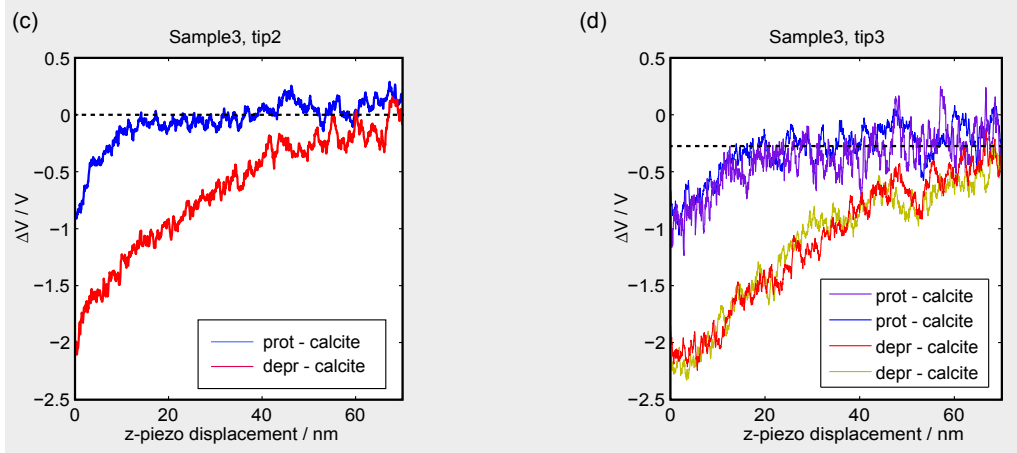 (c)
Sample3, tip2
0.5
0
−0.5
−1
−1.5
−2
−2.5
ΔV / V
prot - calcite
depr - calcite
0 20 40 60
z-piezo displacement / nm
(d)
Sample3, tip3
0.5
0
−0.5
−1
−1.5
−2
−2.5
ΔV / V
prot - calcite
prot - calcite
depr - calcite
depr - calcite
0 20 40 60
z-piezo displacement / nm